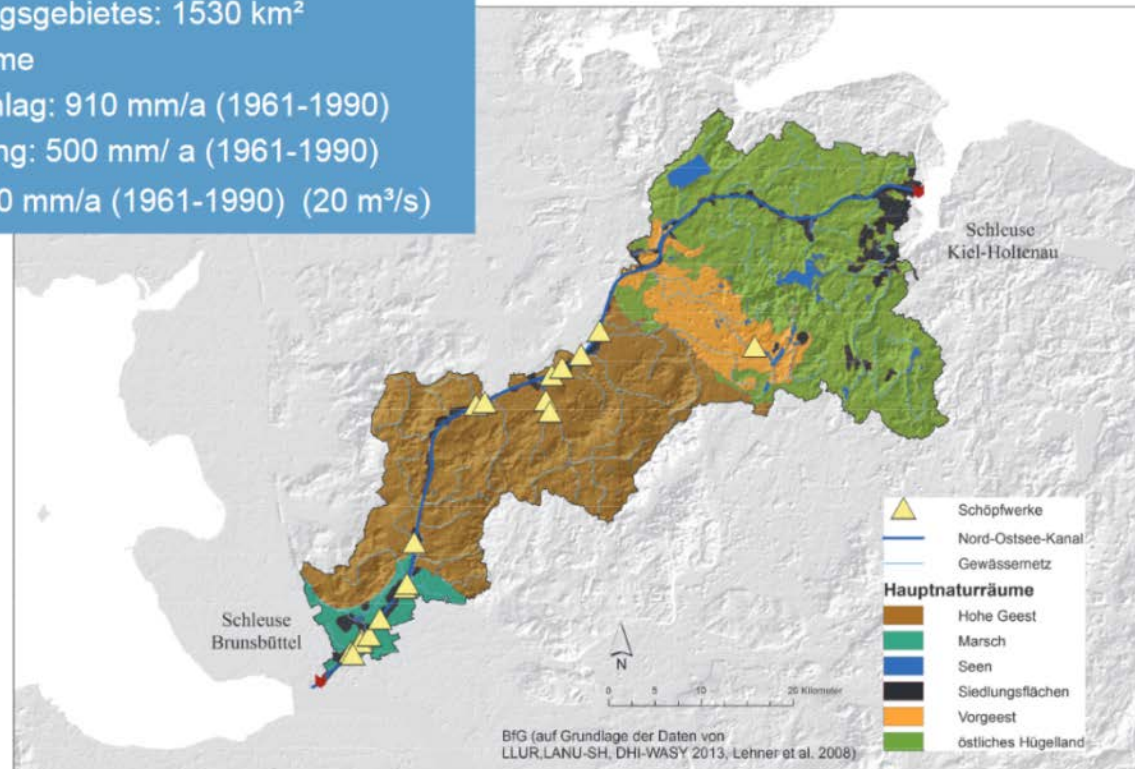 gsgebietes: 1530 km²
me
lag: 910 mm/a (1961-1990)
ng: 500 mm/ a (1961-1990)
0 mm/a (1961-1990) (20 m³/s)
Schleuse
Kiel-Holtenau
Schleuse
Brunsbüttel
Schöpfwerke
Nord-Ostsee-Kanal
Gewässernetz
Hauptnaturräume
Hohe Geest
Marsch
Seen
Siedlungsflächen
Vorgeest
östliches Hügelland
N
0 5 10 20 Kilometer
BfG (auf Grundlage der Daten von
LLUR,LANU-SH, DHI-WASY 2013, Lehner et al. 2008)